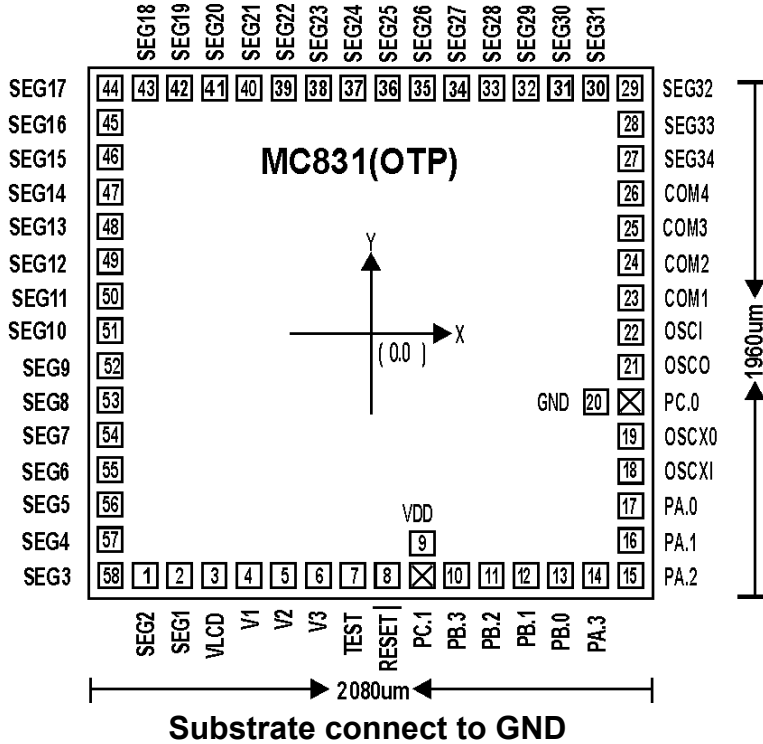 SEG18 SEG19 SEG20 SEG21 SEG22 SEG23 SEG24 SEG25 SEG26 SEG27 SEG28 SEG29 SEG30 SEG31
SEG17 44 43 42 41 40 39 38 37 36 35 34 33 32 31 30 29 SEG32
SEG16 45 28 SEG33
SEG15 46 MC831(OTP) 27 SEG34
SEG14 47 26 COM4
SEG13 48 25 COM3
Y
SEG12 49 24 COM2
SEG11 50 23 COM1
SEG10 51 X 22 OSCI
(0.0)
SEG9 52 21 OSCO
1960um
SEG8 53 GND 20 PC.0
SEG7 54 19 OSCX0
SEG6 55 18 OSCXI
SEG5 56 17 PA.0
VDD
SEG4 57 9 16 PA.1
SEG3 58 1 2 3 4 5 6 7 8 10 11 12 13 14 15 PA.2
SEG2 SEG1 VLCD V1 V2 V3 TEST RESET PC.1 PB.3 PB.2 PB.1 PB.0 PA.3
2080um
Substrate connect to GND